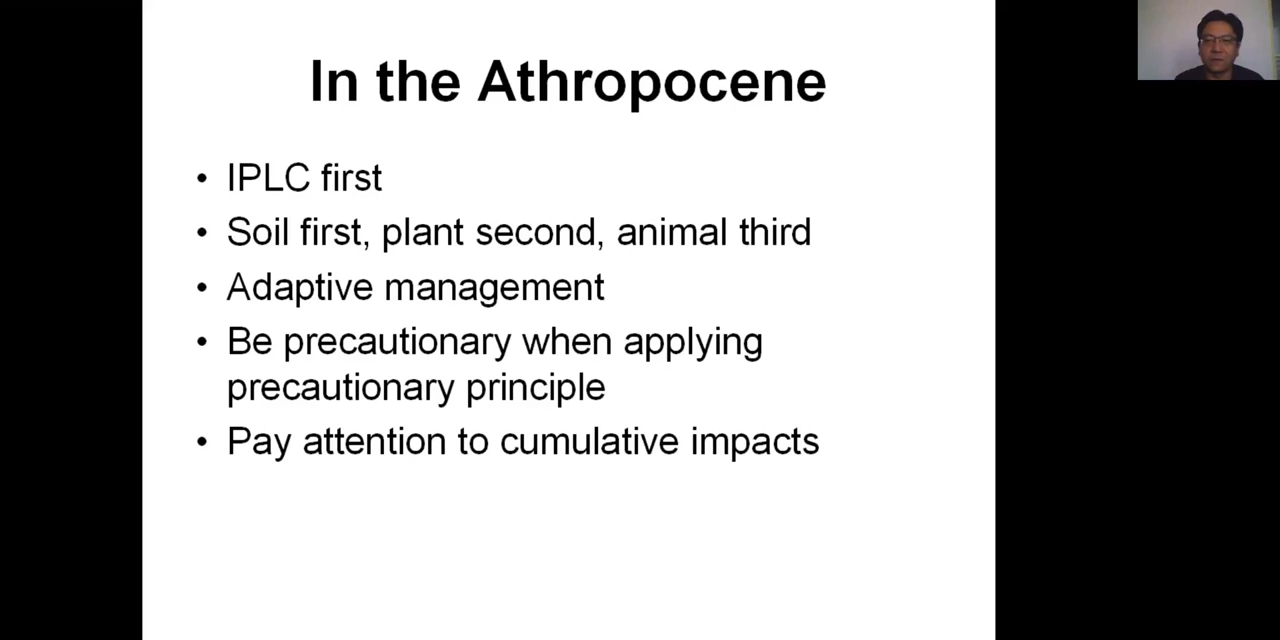 In the Athropocene
• IPLC first
• Soil first, plant second, animal third
• Adaptive management
• Be precautionary when applying
precautionary principle
• Pay attention to cumulative impacts